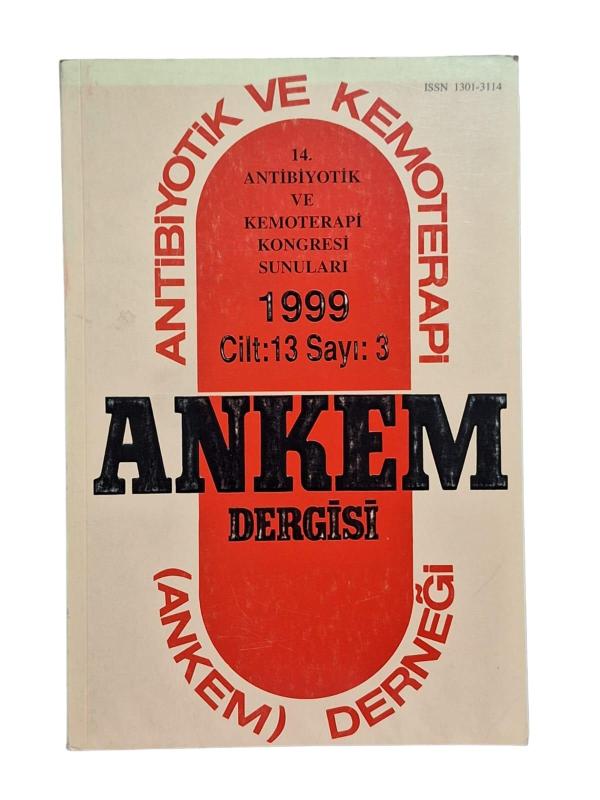 ISSN 1301-3114
ANTİBİYOTİK VE KEMOTERAPİ
14.
ANTİBİYOTİK
VE
KEMOTERAPİ
KONGRESİ
SUNULARI
1999
Cilt:13 Sayı: 3
ANKEM
DERGİSİ
(ANKEM) DERNEĞİ